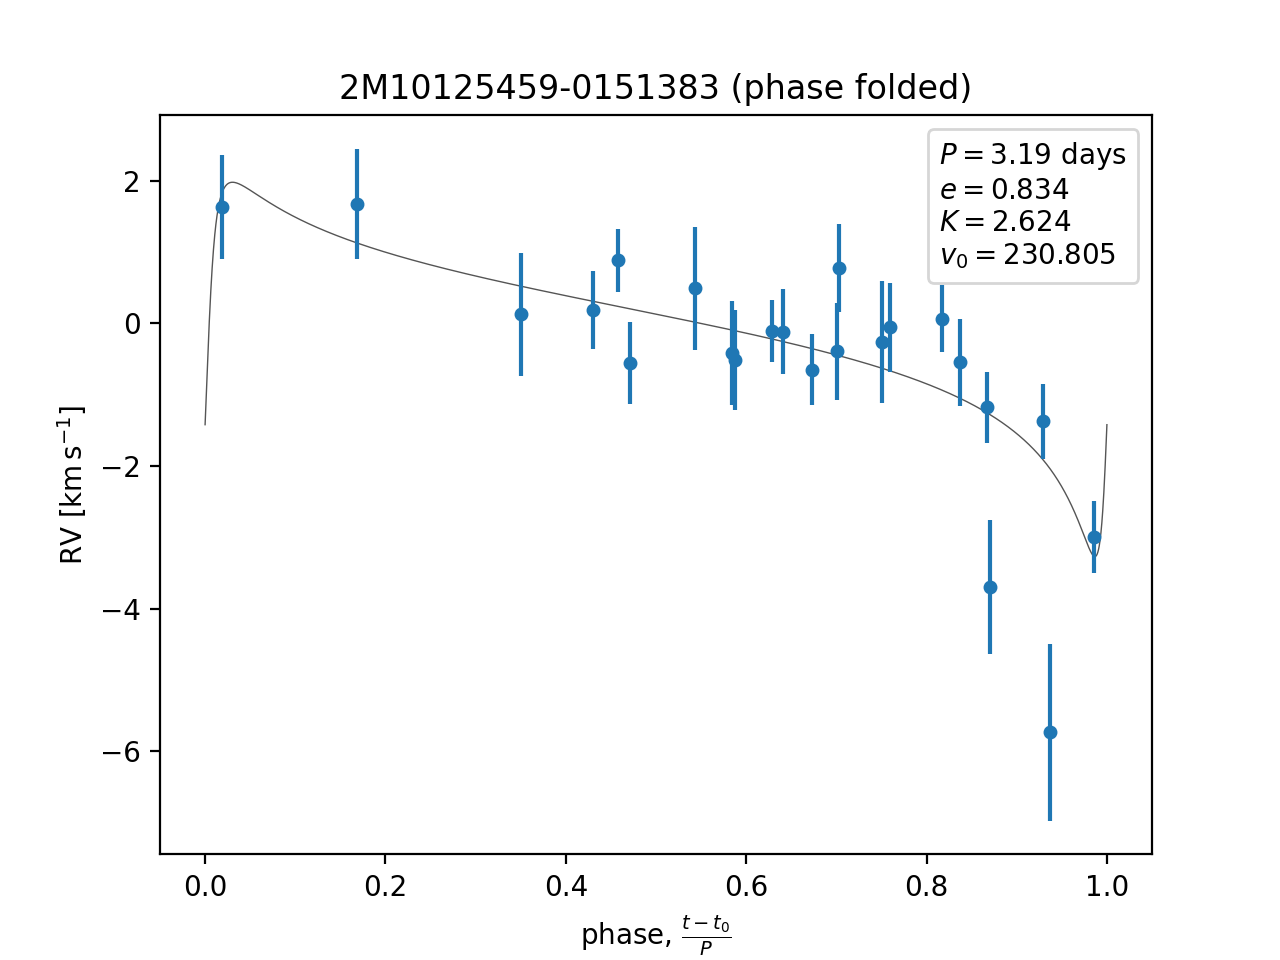 2M10125459-0151383 (phase folded)
P = 3.19 days
e = 0.834
K = 2.624
v₀ = 230.805
RV [km s⁻¹]
2
0
−2
−4
−6
0.0 0.2 0.4 0.6 0.8 1.0
phase, (t − t₀)/P